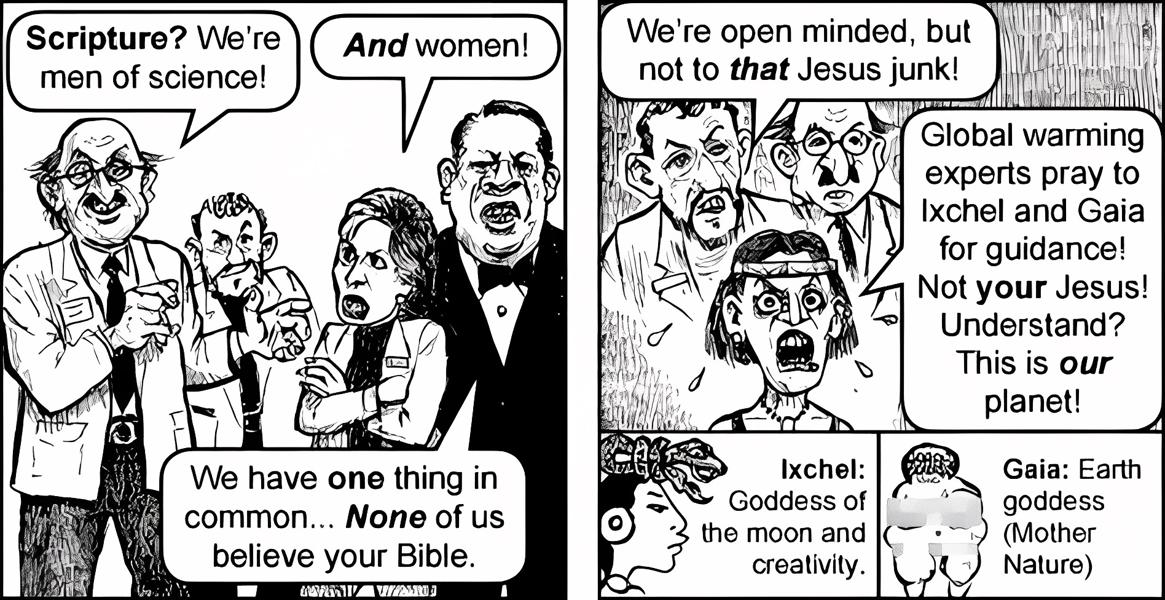 Scripture? We're
men of science!
And women!
We have one thing in
common... None of us
believe your Bible.
We're open minded, but
not to that Jesus junk!
Global warming
experts pray to
Ixchel and Gaia
for guidance!
Not your Jesus!
Understand?
This is our
planet!
Ixchel:
Goddess of
the moon and
creativity.
Gaia: Earth
goddess
(Mother
Nature)